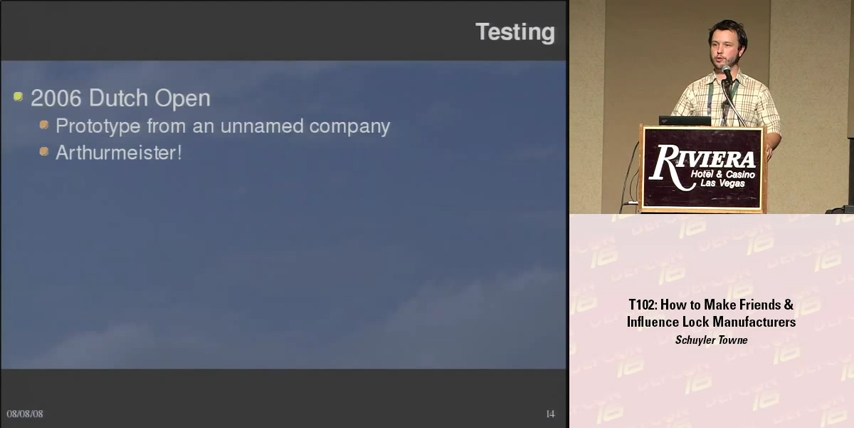 Testing
2006 Dutch Open
Prototype from an unnamed company
Arthurmeister!
08/08/08
14
RIVIERA
Hotel & Casino
Las Vegas
T102: How to Make Friends &
Influence Lock Manufacturers
Schuyler Towne